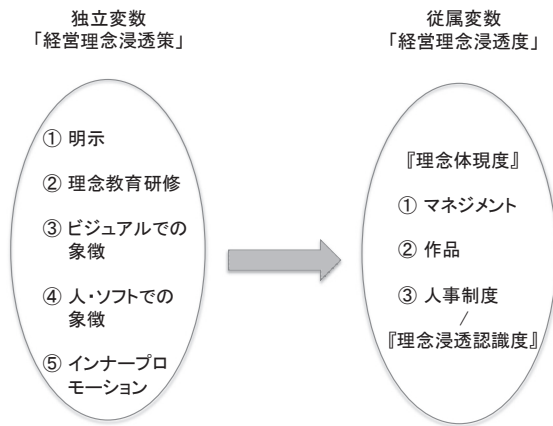 独立変数
「経営理念浸透策」
① 明示
② 理念教育研修
③ ビジュアルでの
象徴
④ 人・ソフトでの
象徴
⑤ インナープロ
モーション
従属変数
「経営理念浸透度」
『理念体現度』
① マネジメント
② 作品
③ 人事制度
/
『理念浸透認識度』